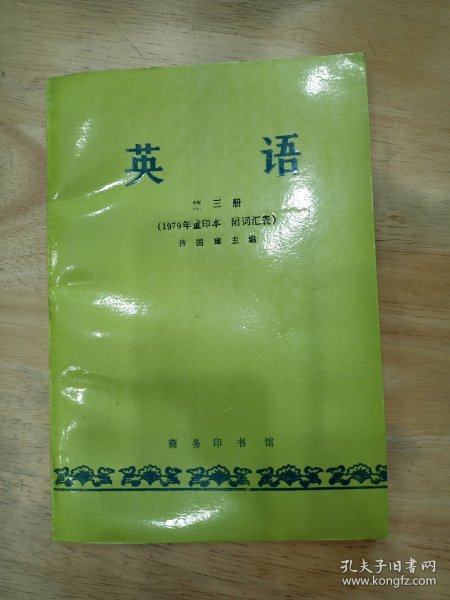 英 语
第三册
(1979年重印本 附词汇表)
许国璋主编
商务印书馆
孔夫子旧书网
www.kongfz.com